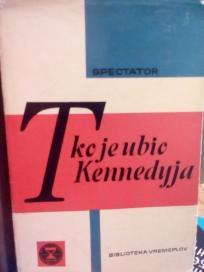 SPECTATOR
Tko je ubio
Kennedyja
BIBLIOTEKA VREMEPLOV